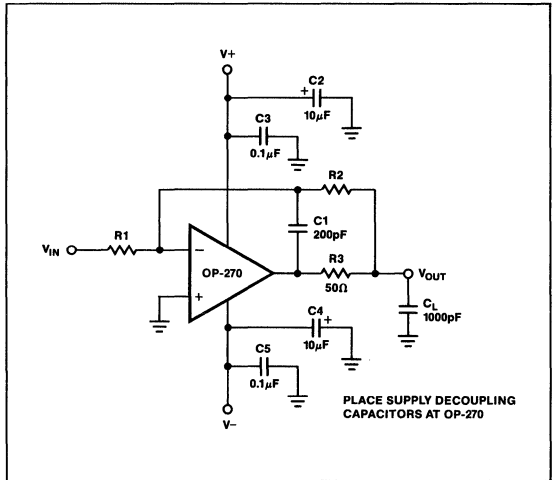 V+
+
C2
10μF
C3
0.1μF
R2
C1
200pF
R1
VIN
−
OP-270
+
R3
50Ω
VOUT
CL
1000pF
C4
+
10μF
C5
0.1μF
PLACE SUPPLY DECOUPLING
CAPACITORS AT OP-270
V−